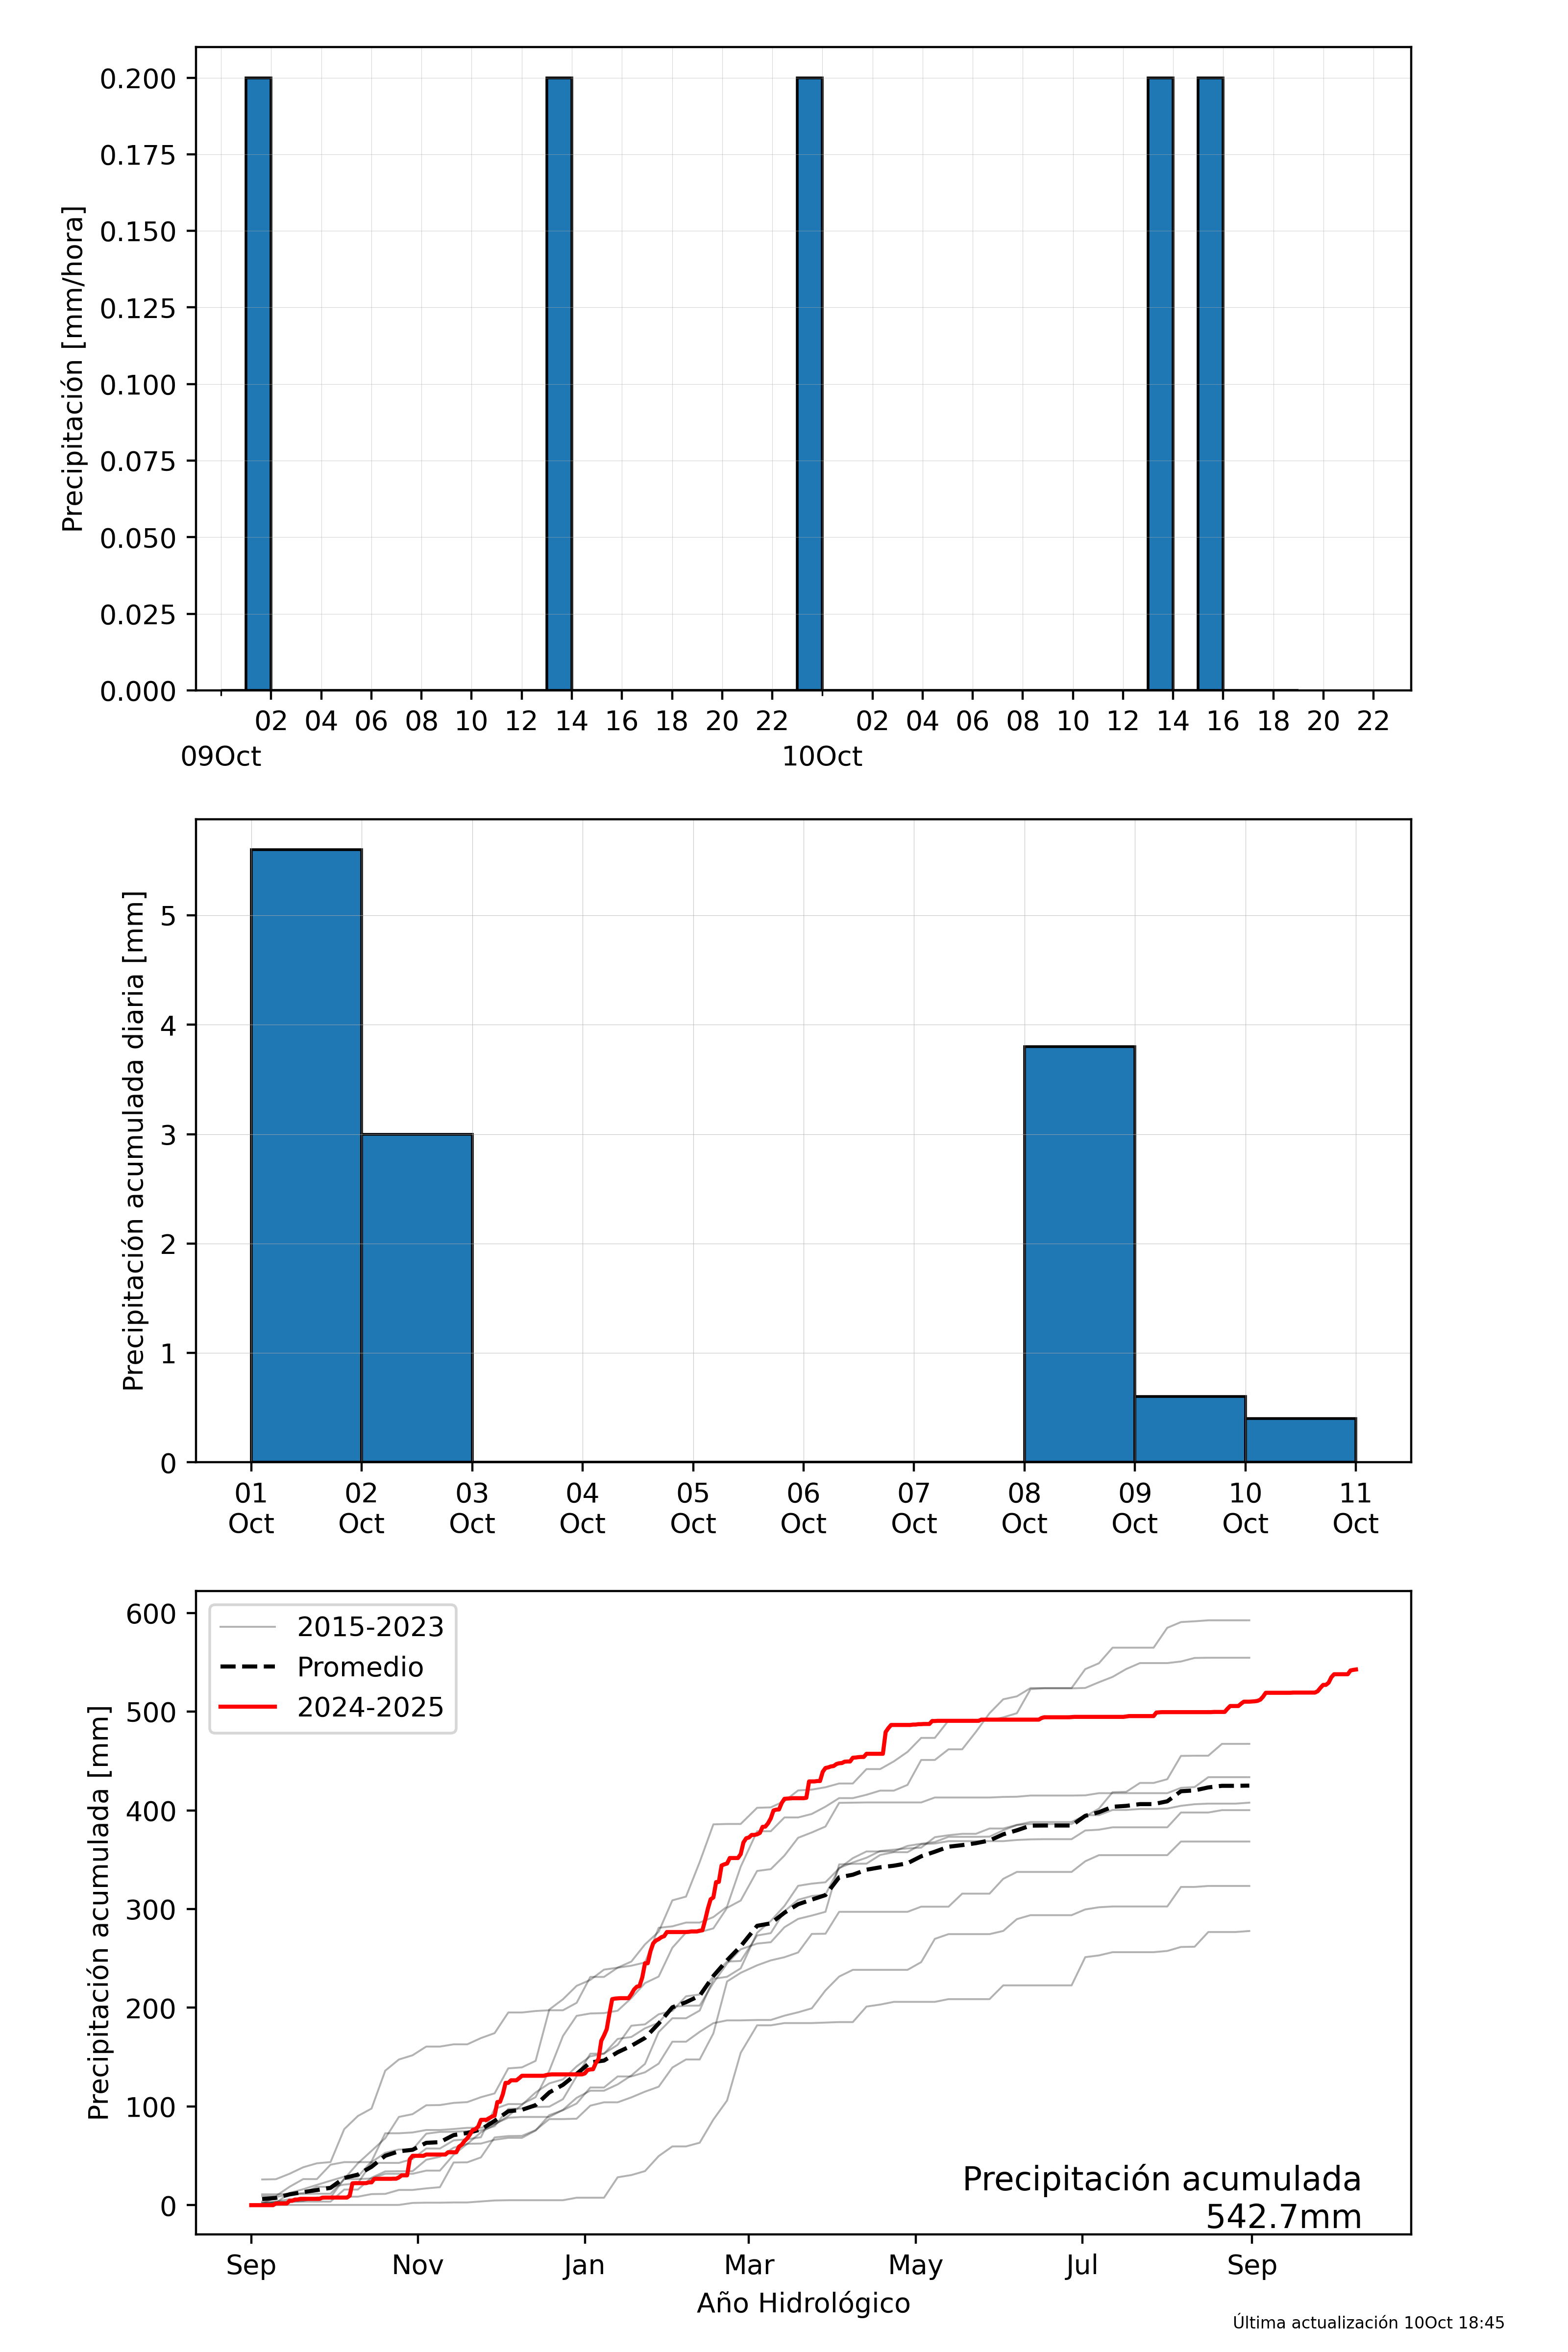 Precipitación [mm/hora]
0.200
0.175
0.150
0.125
0.100
0.075
0.050
0.025
0.000
02 04 06 08 10 12 14 16 18 20 22 02 04 06 08 10 12 14 16 18 20 22
09Oct 10Oct
Precipitación acumulada diaria [mm]
5
4
3
2
1
0
01 02 03 04 05 06 07 08 09 10 11
Oct Oct Oct Oct Oct Oct Oct Oct Oct Oct Oct
Precipitación acumulada [mm]
600
500
400
300
200
100
0
2015-2023
Promedio
2024-2025
Precipitación acumulada
542.7mm
Sep Nov Jan Mar May Jul Sep
Año Hidrológico
Última actualización 10Oct 18:45